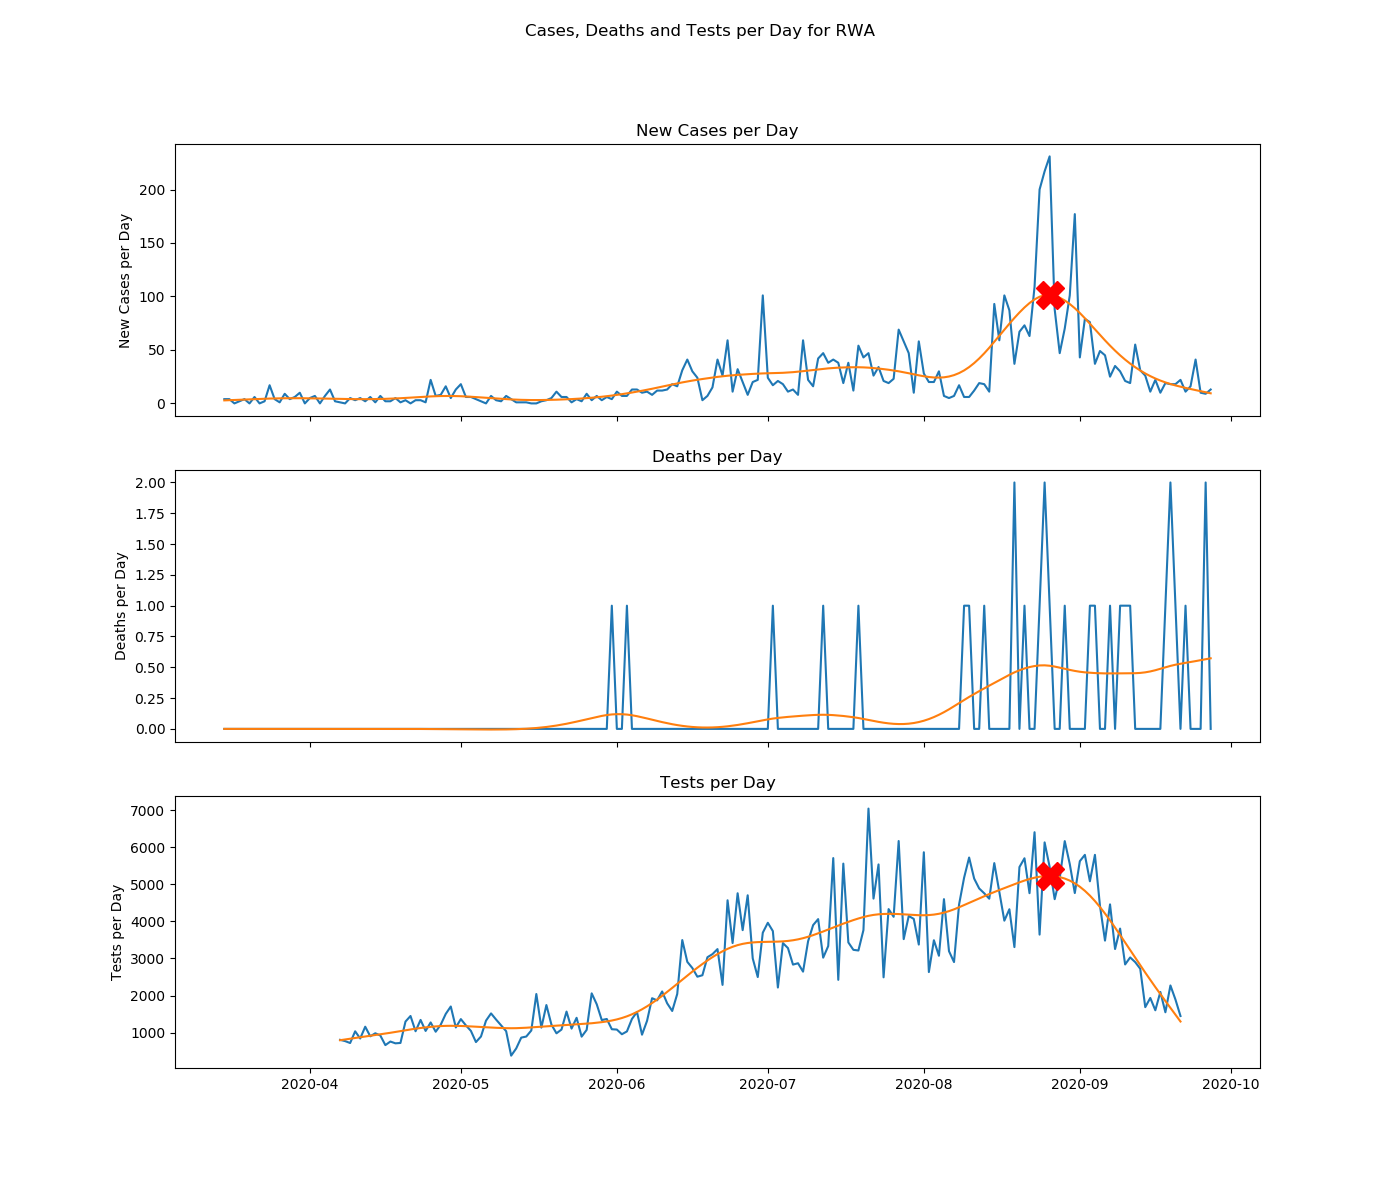 Cases, Deaths and Tests per Day for RWA
New Cases per Day
New Cases per Day
200
150
100
50
0
Deaths per Day
Deaths per Day
2.00
1.75
1.50
1.25
1.00
0.75
0.50
0.25
0.00
Tests per Day
Tests per Day
7000
6000
5000
4000
3000
2000
1000
2020-04 2020-05 2020-06 2020-07 2020-08 2020-09 2020-10